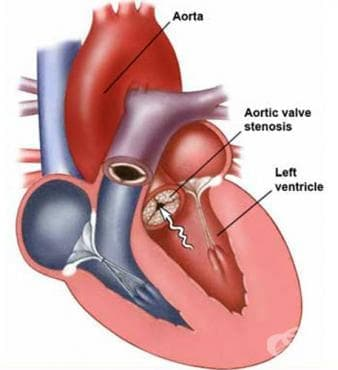 Aorta
Aortic valve
stenosis
Left
ventricle